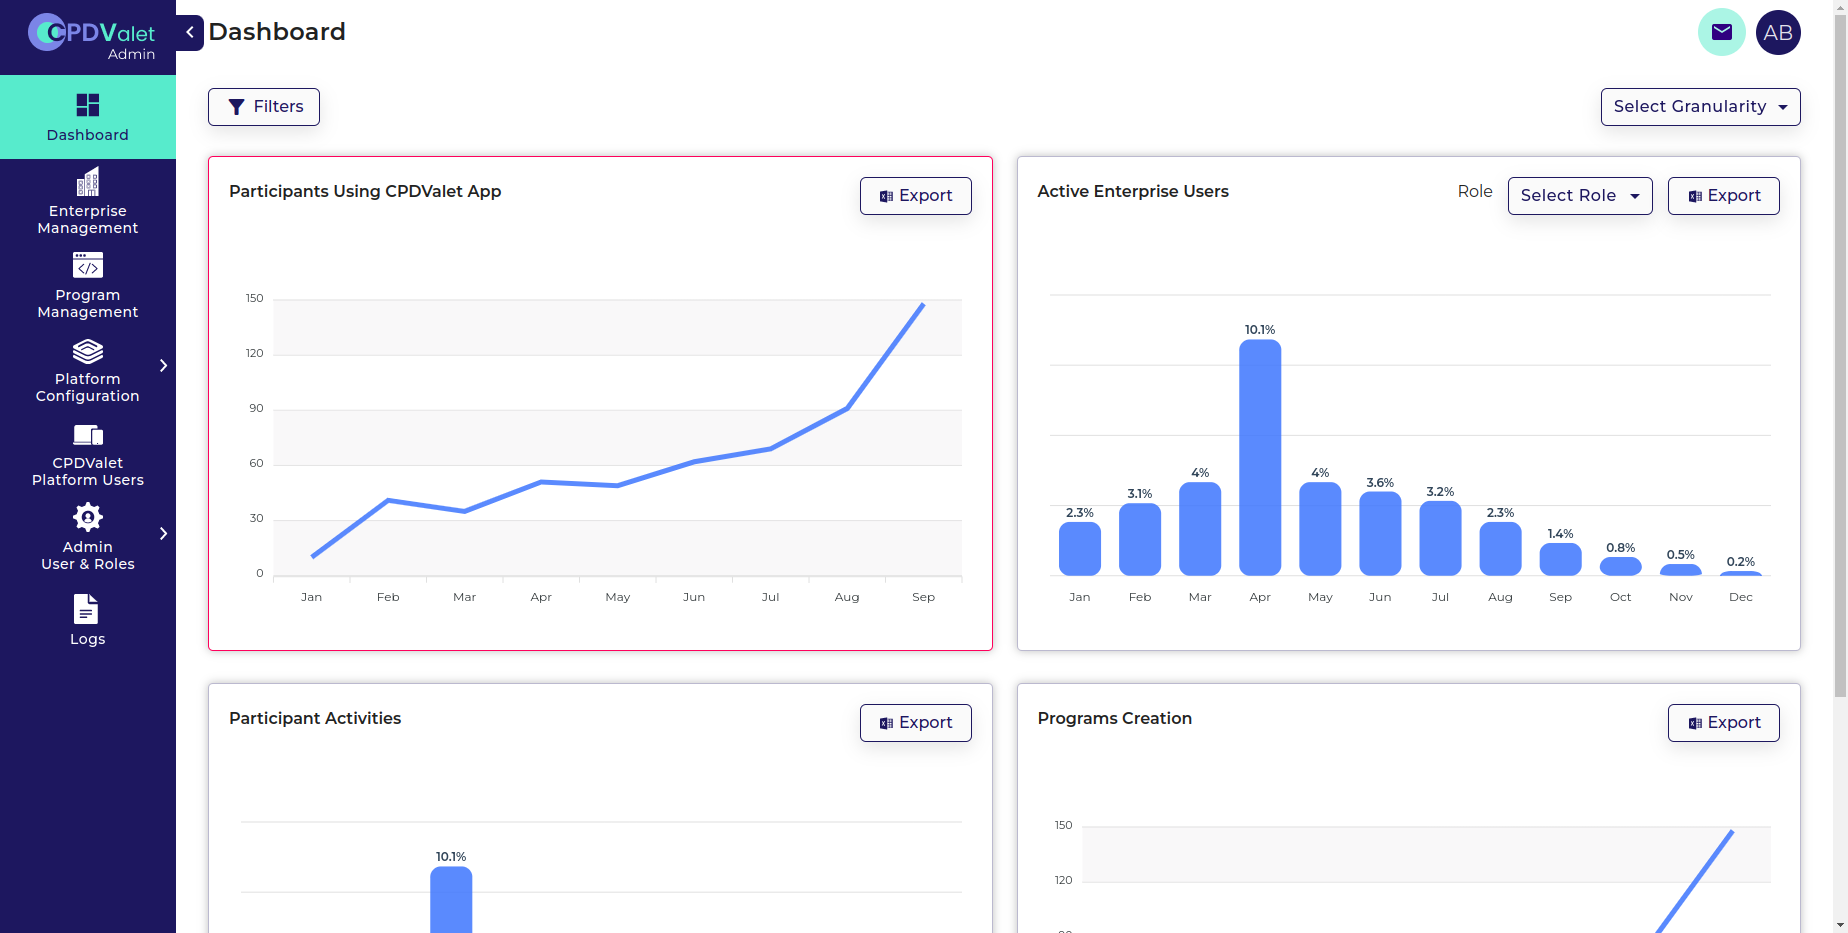 CPDValet
Admin
Dashboard
AB
Dashboard
Enterprise
Management
Program
Management
Platform
Configuration
CPDValet
Platform Users
Admin
User & Roles
Logs
Filters
Select Granularity
Participants Using CPDValet App
Export
150
120
90
60
30
0
Jan Feb Mar Apr May Jun Jul Aug Sep
Active Enterprise Users
Role
Select Role
Export
2.3% 3.1% 4% 10.1% 4% 3.6% 3.2% 2.3% 1.4% 0.8% 0.5% 0.2%
Jan Feb Mar Apr May Jun Jul Aug Sep Oct Nov Dec
Participant Activities
Export
10.1%
Programs Creation
Export
150
120
90